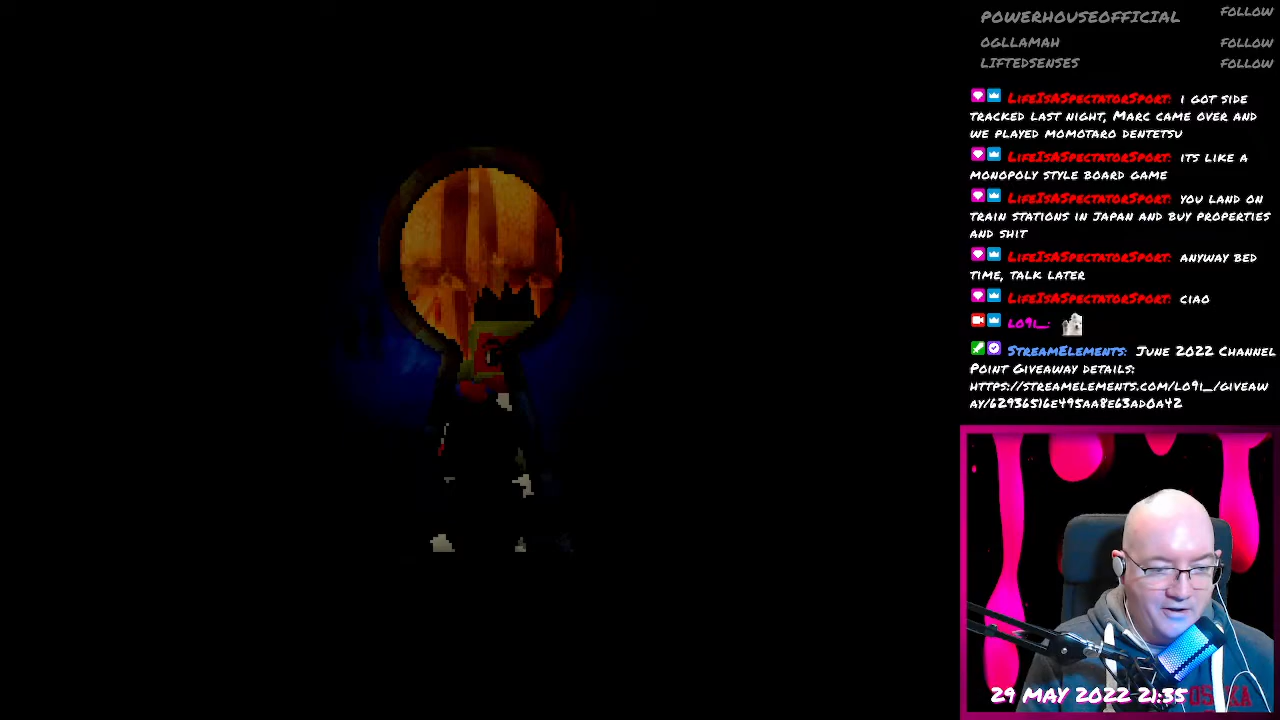 POWERHOUSEOFFICIAL FOLLOW
OGLLAMAH FOLLOW
LIFTEDSENSES FOLLOW
LifeIsASpectatorSport: I GOT SIDE
TRACKED LAST NIGHT, MARC CAME OVER AND
WE PLAYED MOMOTARO DENTETSU
LifeIsASpectatorSport: ITS LIKE A
MONOPOLY STYLE BOARD GAME
LifeIsASpectatorSport: YOU LAND ON
TRAIN STATIONS IN JAPAN AND BUY PROPERTIES
AND SHIT
LifeIsASpectatorSport: ANYWAY BED
TIME, TALK LATER
LifeIsASpectatorSport: CIAO
LO9I_:
StreamElements: JUNE 2022 CHANNEL
POINT GIVEAWAY DETAILS:
HTTPS://STREAMELEMENTS.COM/LO9I_/GIVEAW
AY/62936516E495AA8E63AD0A42
29 MAY 2022 21:35